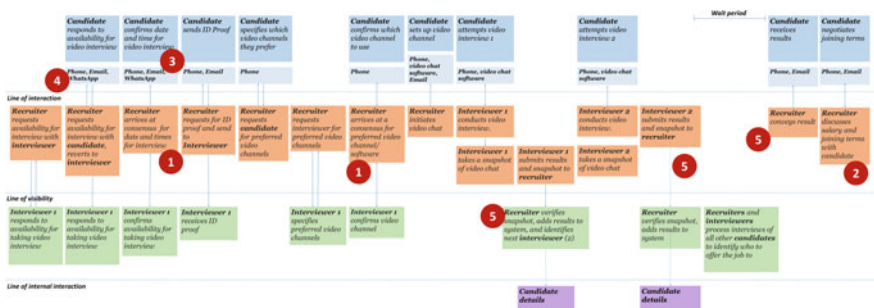 Candidate
responds to
availability for
video interview
Candidate
confirms date
and time for
video interview
Candidate
sends ID Proof
Candidate
specifies which
video channels
they prefer
Candidate
confirms which
video channel
to use
Candidate
sets up video
channel
Candidate
attempts video
interview 1
Candidate
attempts video
interview 2
Wait period
Candidate
receives
results
Candidate
negotiates
joining terms
3
4
Phone, Email,
WhatsApp
Phone, Email,
WhatsApp
Phone, Email
Phone
Phone
Phone,
video chat
software,
Email
Phone, video chat
software
Phone, video chat
software
Phone, Email
Phone, Email
Line of interaction
Recruiter
requests
availability for
interview with
interviewer
Recruiter
requests
availability for
interview with
candidate,
reverts to
interviewer
Recruiter
arrives at
consensus for
date and times
for interview
Recruiter
requests for ID
proof and send
to
Interviewer
Recruiter
requests
candidate
for preferred
video
channels
Recruiter
requests
interviewer for
preferred video
channels
Recruiter
arrives at a
consensus for
preferred video
channel/
software
Recruiter
initiates
video chat
Interviewer 1
conducts video
interview.
Interviewer 1
takes a snapshot
of video chat
Interviewer 1
submits results
and snapshot to
recruiter
Interviewer 2
conducts video
interview.
Interviewer 2
takes a snapshot
of video chat
Interviewer 2
submits results
and snapshot to
recruiter
Recruiter
conveys result
Recruiter
discusses
salary and
joining terms
with
candidate
1
1
5
5
2
Line of visibility
Interviewer 1
responds to
availability for
taking video
interview
Interviewer 1
responds to
availability for
taking video
interview
Interviewer 1
confirms
availability for
taking video
interview
Interviewer 1
receives ID
proof
Interviewer 1
specifies
preferred video
channels
Interviewer 1
confirms video
channel
5
Recruiter verifies
snapshot, adds results to
system, and identifies
next interviewer (2)
Recruiter
verifies snapshot,
adds results to
system
Recruiters and
interviewers
process interviews of
all other candidates
to identify who to
offer the job to
Line of internal interaction
Candidate
details
Candidate
details